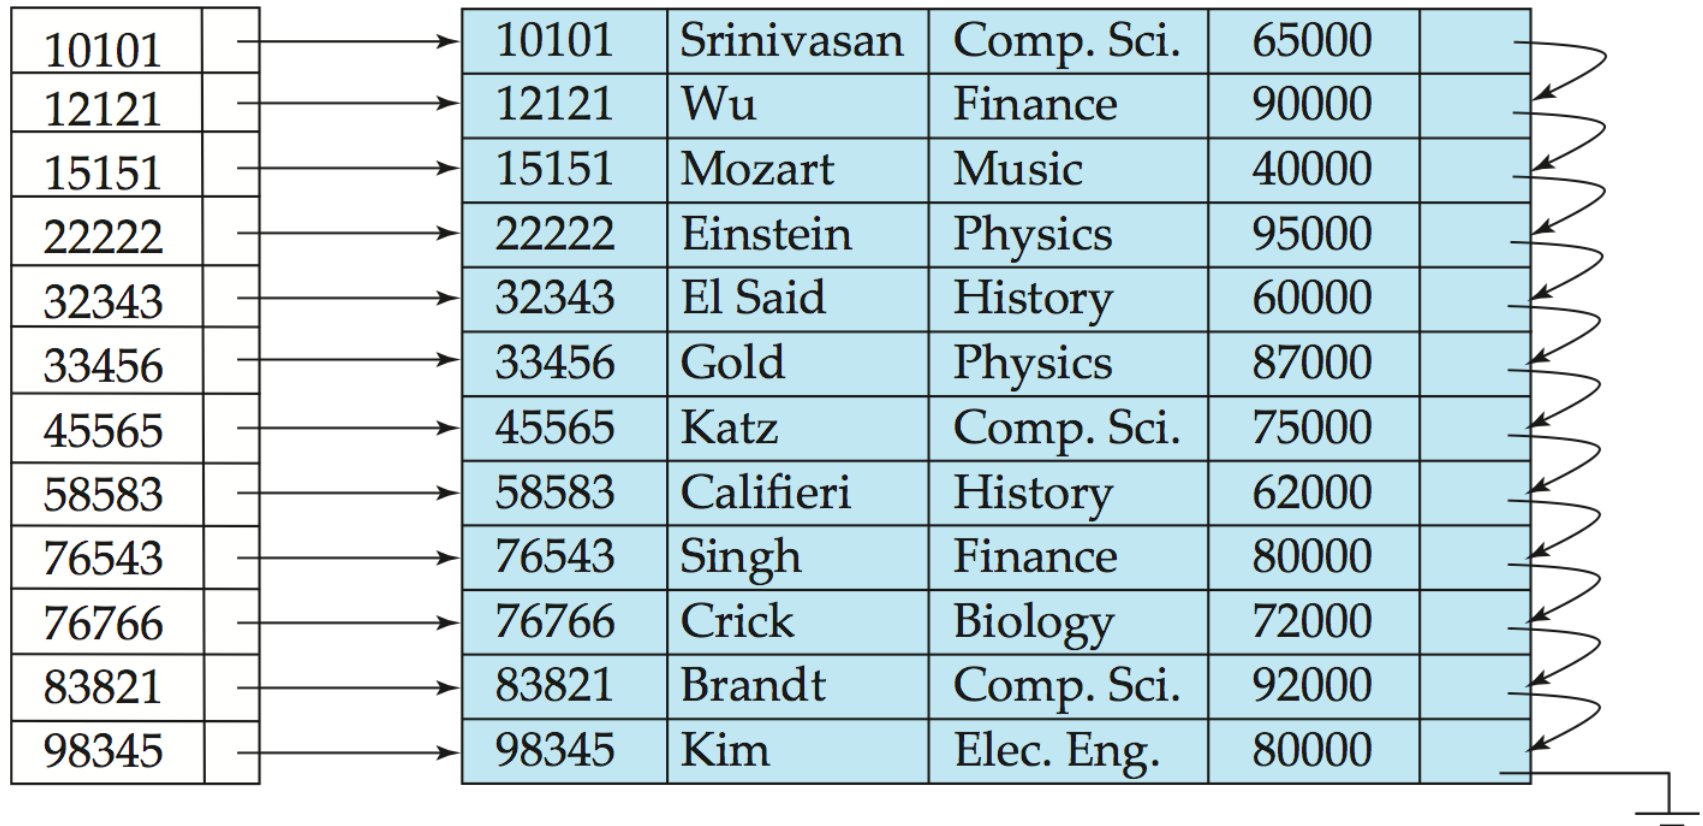 10101 10101 Srinivasan Comp. Sci. 65000
12121 12121 Wu Finance 90000
15151 15151 Mozart Music 40000
22222 22222 Einstein Physics 95000
32343 32343 El Said History 60000
33456 33456 Gold Physics 87000
45565 45565 Katz Comp. Sci. 75000
58583 58583 Califieri History 62000
76543 76543 Singh Finance 80000
76766 76766 Crick Biology 72000
83821 83821 Brandt Comp. Sci. 92000
98345 98345 Kim Elec. Eng. 80000